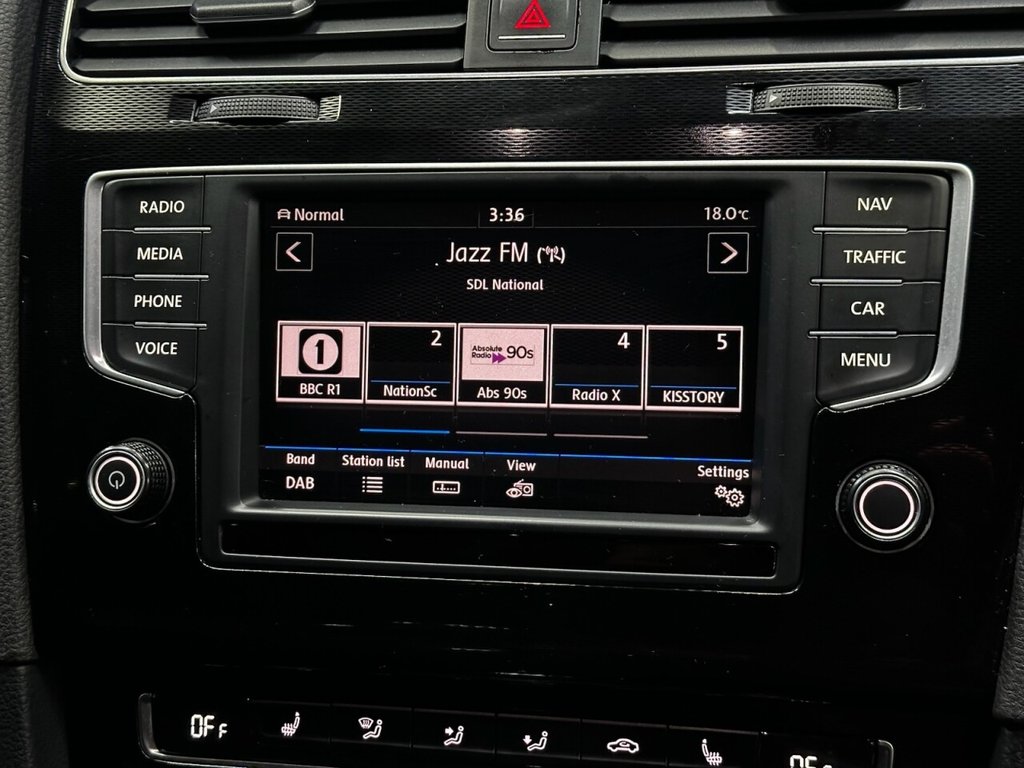 RADIO
MEDIA
PHONE
VOICE
Normal 3:36 18.0°C
Jazz FM
SDL National
1 2 Absolute Radio 90s 4 5
BBC R1 NationSc Abs 90s Radio X KISSTORY
Band Station list Manual View Settings
DAB
NAV
TRAFFIC
CAR
MENU
OFF